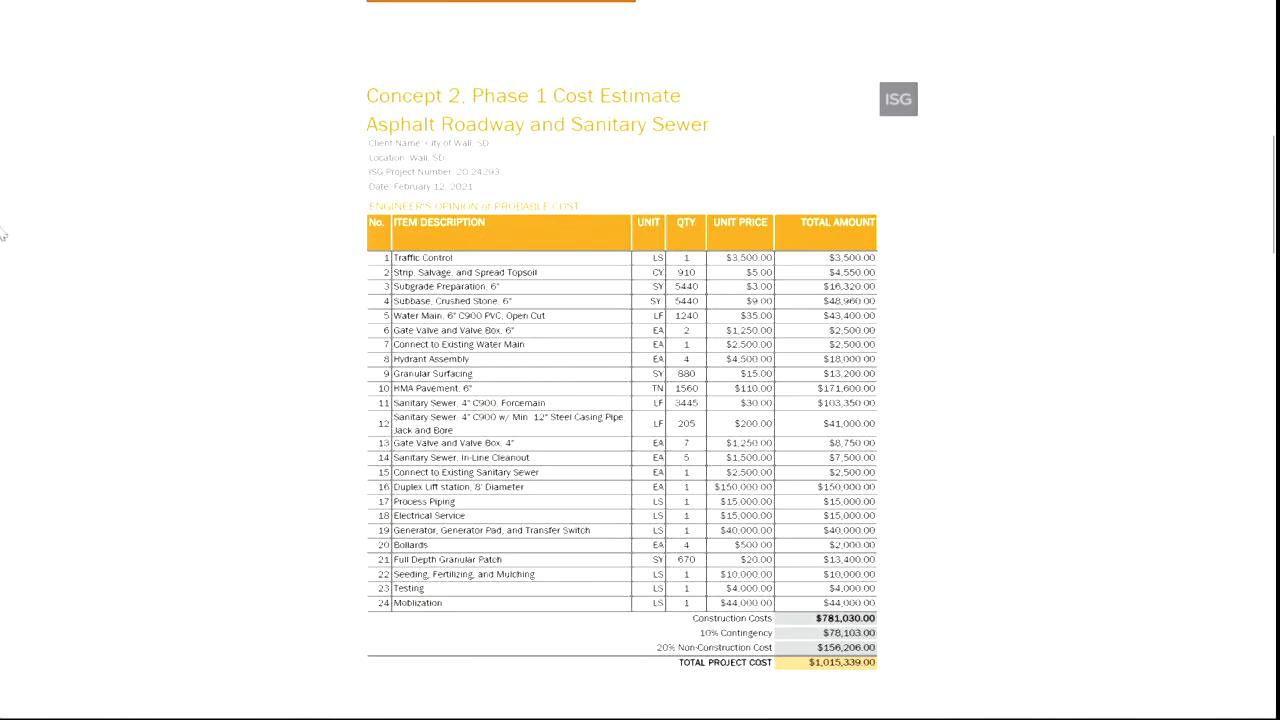 Concept 2, Phase 1 Cost Estimate
ISG
Asphalt Roadway and Sanitary Sewer
Client Name: City of Wall, SD
Location: Wall, SD
ISG Project Number: 20-24293
Date: February 12, 2021
ENGINEER'S OPINION of PROBABLE COST
No. ITEM DESCRIPTION UNIT QTY UNIT PRICE TOTAL AMOUNT
1 Traffic Control LS 1 $3,500.00 $3,500.00
2 Strip, Salvage, and Spread Topsoil CY 910 $5.00 $4,550.00
3 Subgrade Preparation, 6" SY 5440 $3.00 $16,320.00
4 Subbase, Crushed Stone, 6" SY 5440 $9.00 $48,960.00
5 Water Main, 6" C900 PVC, Open Cut LF 1240 $35.00 $43,400.00
6 Gate Valve and Valve Box, 6" EA 2 $1,250.00 $2,500.00
7 Connect to Existing Water Main EA 1 $2,500.00 $2,500.00
8 Hydrant Assembly EA 4 $4,500.00 $18,000.00
9 Granular Surfacing SY 880 $15.00 $13,200.00
10 HMA Pavement, 6" TN 1560 $110.00 $171,600.00
11 Sanitary Sewer, 4" C900, Forcemain LF 3445 $30.00 $103,350.00
12 Sanitary Sewer, 4" C900 w/ Min. 12" Steel Casing Pipe
Jack and Bore LF 205 $200.00 $41,000.00
13 Gate Valve and Valve Box, 4" EA 7 $1,250.00 $8,750.00
14 Sanitary Sewer, In-Line Cleanout EA 5 $1,500.00 $7,500.00
15 Connect to Existing Sanitary Sewer EA 1 $2,500.00 $2,500.00
16 Duplex Lift station, 8' Diameter EA 1 $150,000.00 $150,000.00
17 Process Piping LS 1 $15,000.00 $15,000.00
18 Electrical Service LS 1 $15,000.00 $15,000.00
19 Generator, Generator Pad, and Transfer Switch LS 1 $40,000.00 $40,000.00
20 Bollards EA 4 $500.00 $2,000.00
21 Full Depth Granular Patch SY 670 $20.00 $13,400.00
22 Seeding, Fertilizing, and Mulching LS 1 $10,000.00 $10,000.00
23 Testing LS 1 $4,000.00 $4,000.00
24 Moblization LS 1 $44,000.00 $44,000.00
Construction Costs $781,030.00
10% Contingency $78,103.00
20% Non-Construction Cost $156,206.00
TOTAL PROJECT COST $1,015,339.00